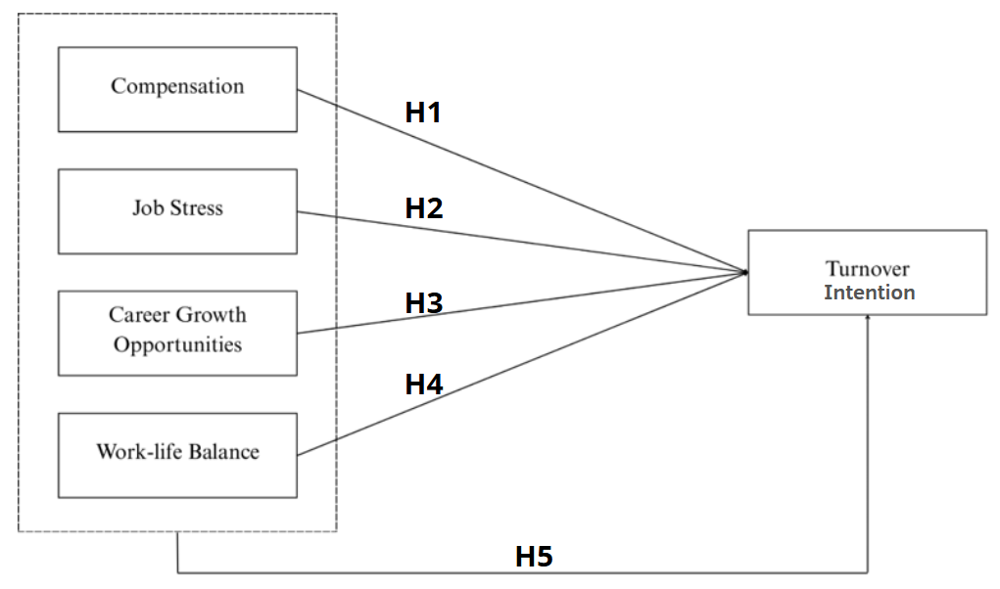 Compensation
H1
Job Stress
H2
Turnover
Intention
Career Growth
Opportunities
H3
H4
Work-life Balance
H5